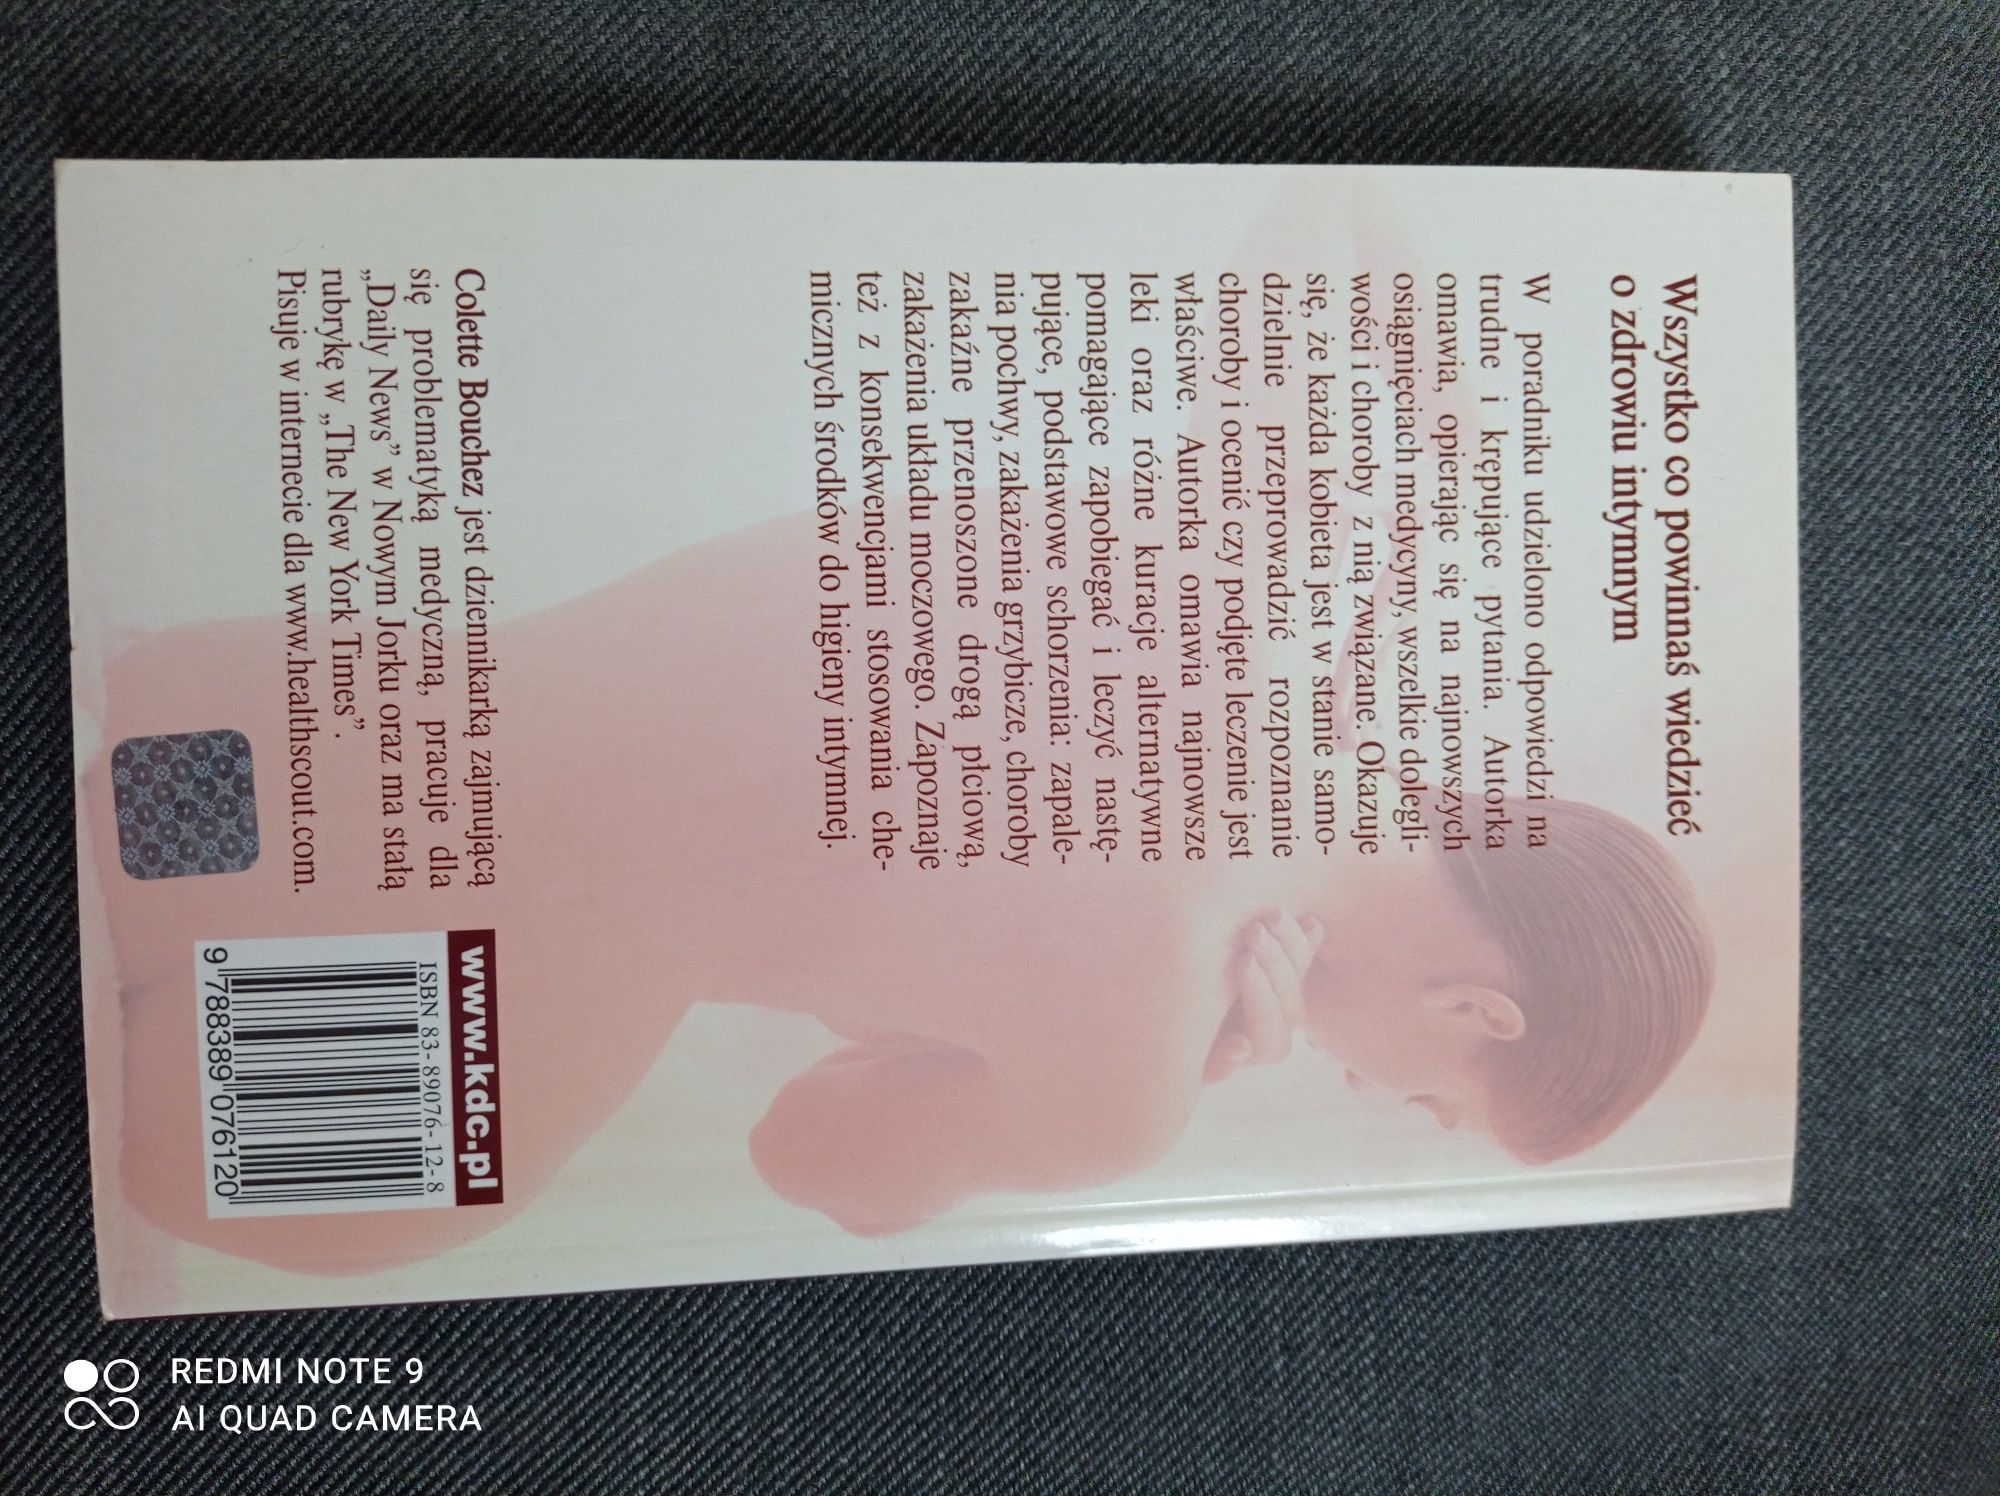 Wszystko co powinnaś wiedzieć
o zdrowiu intymnym
W poradniku udzielono odpowiedzi na
trudne i krępujące pytania. Autorka
omawia, opierając się na najnowszych
osiągnięciach medycyny, wszelkie dolegli-
wości i choroby z nią związane. Okazuje
się, że każda kobieta jest w stanie samo-
dzielnie przeprowadzić rozpoznanie
choroby i ocenić czy podjęte leczenie jest
właściwe. Autorka omawia najnowsze
leki oraz różne kuracje alternatywne
pomagające zapobiegać i leczyć nastę-
pujące, podstawowe schorzenia: zapale-
nia pochwy, zakażenia grzybicze, choroby
zakaźne przenoszone drogą płciową,
zakażenia układu moczowego. Zapoznaje
też z konsekwencjami stosowania che-
micznych środków do higieny intymnej.
Colette Bouchez jest dziennikarką zajmującą
się problematyką medyczną, pracuje dla
„Daily News” w Nowym Jorku oraz ma stałą
rubrykę w „The New York Times”.
Pisuje w internecie dla www.healthscout.com.
www.kdc.pl
ISBN 83-89076-12-8
9 788389 076120
REDMI NOTE 9
AI QUAD CAMERA